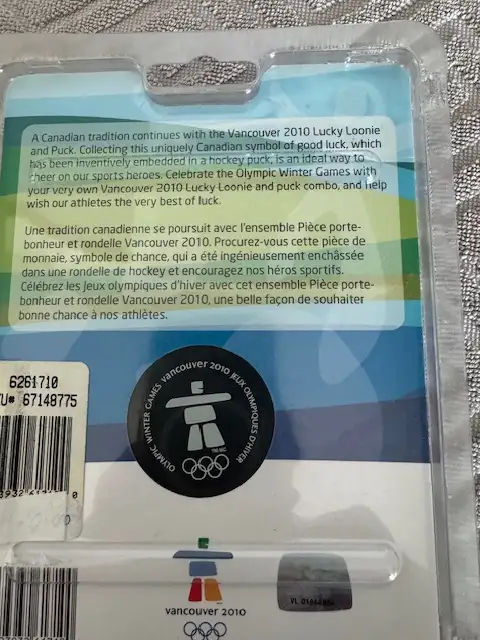 A Canadian tradition continues with the Vancouver 2010 Lucky Loonie
and Puck. Collecting this uniquely Canadian symbol of good luck, which
has been inventively embedded in a hockey puck, is an ideal way to
cheer on our sports heroes. Celebrate the Olympic Winter Games with
your very own Vancouver 2010 Lucky Loonie and puck combo, and help
wish our athletes the very best of luck.
Une tradition canadienne se poursuit avec l'ensemble Pièce porte-
bonheur et rondelle Vancouver 2010. Procurez-vous cette pièce de
monnaie, symbole de chance, qui a été ingénieusement enchâssée
dans une rondelle de hockey et encouragez nos héros sportifs.
Célébrez les Jeux olympiques d'hiver avec cet ensemble Pièce porte-
bonheur et rondelle Vancouver 2010, une belle façon de souhaiter
bonne chance à nos athlètes.
6261710
U# 67148775
OLYMPIC WINTER GAMES vancouver 2010 JEUX OLYMPIQUES D'HIVER
vancouver 2010